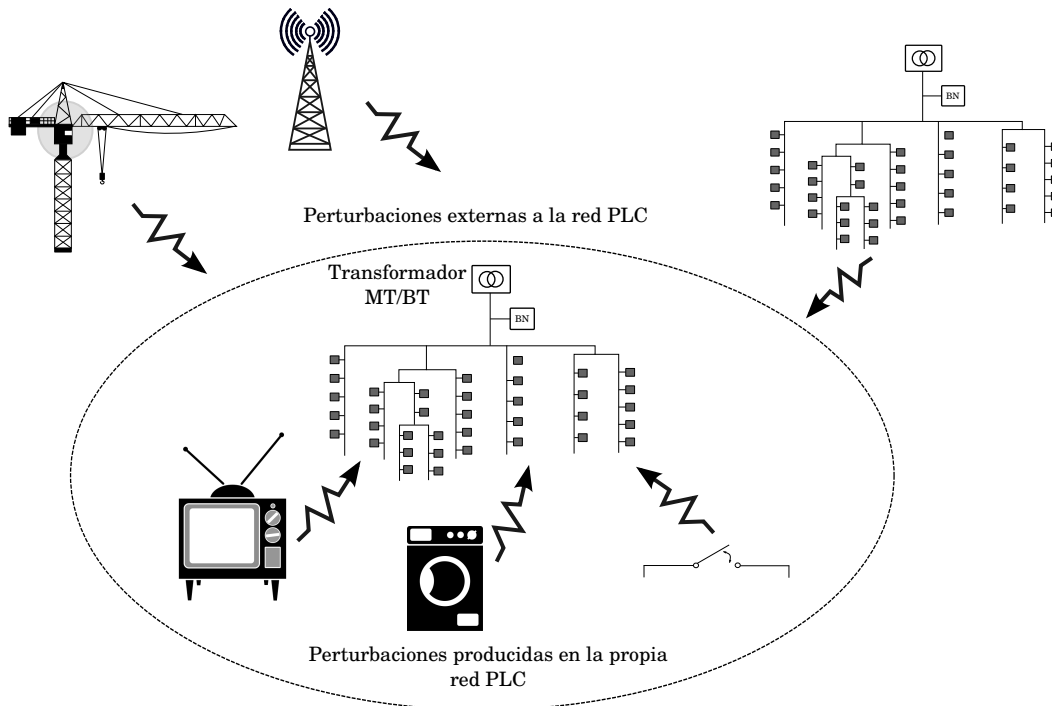 BN
Perturbaciones externas a la red PLC
Transformador
MT/BT
BN
Perturbaciones producidas en la propia
red PLC